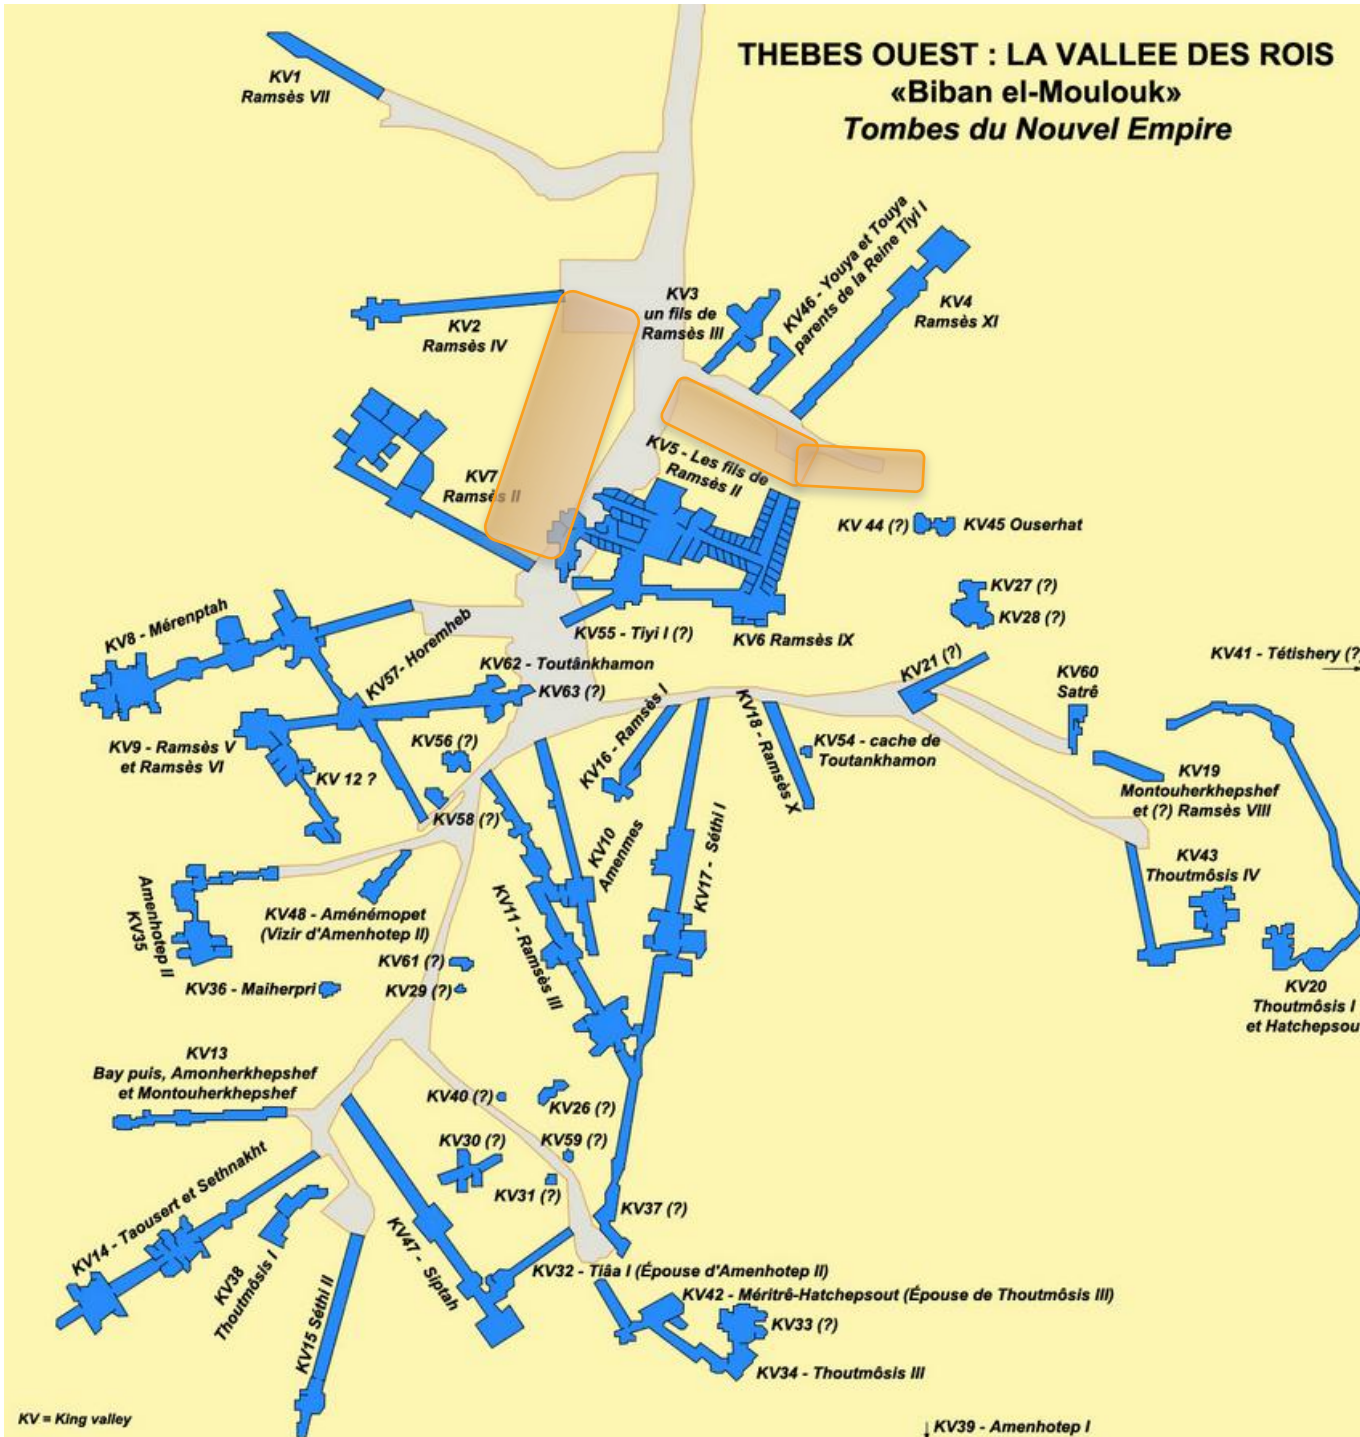 THEBES OUEST : LA VALLEE DES ROIS
«Biban el-Moulouk»
Tombes du Nouvel Empire
KV1
Ramsès VII
KV2
Ramsès IV
KV3
un fils de
Ramsès III
KV46 - Youya et Touya
parents de la Reine Tiyi I
KV4
Ramsès XI
KV7
Ramsès II
KV5 - Les fils de
Ramsès II
KV 44 (?)
KV45 Ouserhat
KV27 (?)
KV28 (?)
KV8 - Mérenptah
KV57- Horemheb
KV55 - Tiyi I (?)
KV6 Ramsès IX
KV62 - Toutânkhamon
KV63 (?)
KV21 (?)
KV60
Satrê
KV41 - Tétishery (?)
KV9 - Ramsès V
et Ramsès VI
KV56 (?)
KV 12 ?
KV16 - Ramsès I
KV18 - Ramsès X
KV54 - cache de
Toutankhamon
KV19
Montouherkhepshef
et (?) Ramsès VIII
KV58 (?)
KV10
Amenmes
KV17 - Séthi I
KV43
Thoutmôsis IV
Amenhotep II
KV35
KV48 - Aménémopet
(Vizir d'Amenhotep II)
KV11 - Ramsès III
KV61 (?)
KV36 - Maiherpri
KV29 (?)
KV20
Thoutmôsis I
et Hatchepsou
KV13
Bay puis, Amonherkhepshef
et Montouherkhepshef
KV40 (?)
KV26 (?)
KV30 (?)
KV59 (?)
KV31 (?)
KV37 (?)
KV14 - Taousert et Sethnakht
KV38
Thoutmôsis I
KV15 Séthi II
KV47 - Siptah
KV32 - Tiâa I (Épouse d'Amenhotep II)
KV42 - Méritrê-Hatchepsout (Épouse de Thoutmôsis III)
KV33 (?)
KV34 - Thoutmôsis III
KV = King valley
KV39 - Amenhotep I